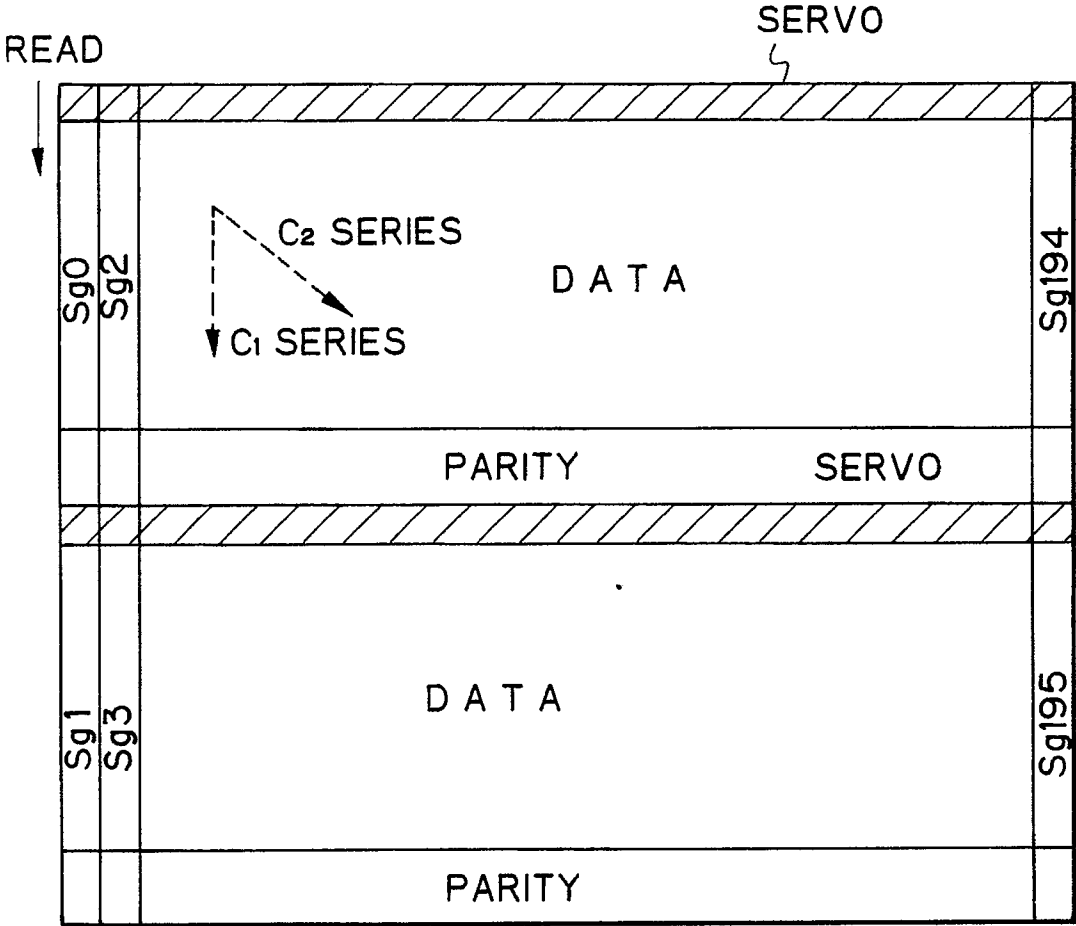 SERVO
READ
Sg0
Sg2
C2 SERIES
DATA
C1 SERIES
Sg194
PARITY
SERVO
Sg1
Sg3
DATA
Sg195
PARITY